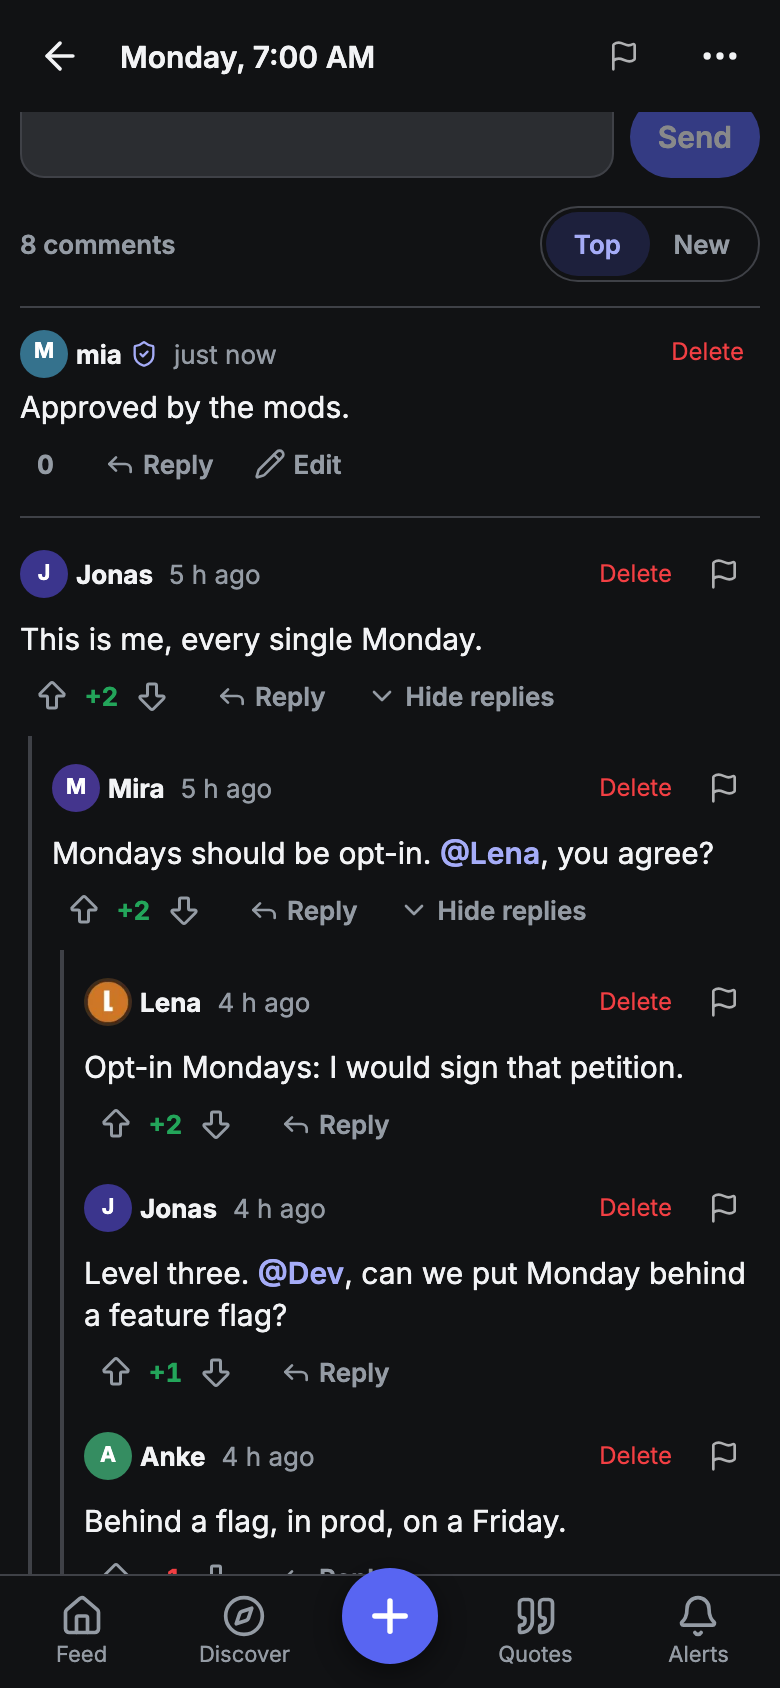 Monday, 7:00 AM
Send
8 comments
Top New
M mia just now Delete
Approved by the mods.
0 Reply Edit
J Jonas 5 h ago Delete
This is me, every single Monday.
+2 Reply Hide replies
M Mira 5 h ago Delete
Mondays should be opt-in. @Lena, you agree?
+2 Reply Hide replies
L Lena 4 h ago Delete
Opt-in Mondays: I would sign that petition.
+2 Reply
J Jonas 4 h ago Delete
Level three. @Dev, can we put Monday behind
a feature flag?
+1 Reply
A Anke 4 h ago Delete
Behind a flag, in prod, on a Friday.
Feed Discover Quotes Alerts